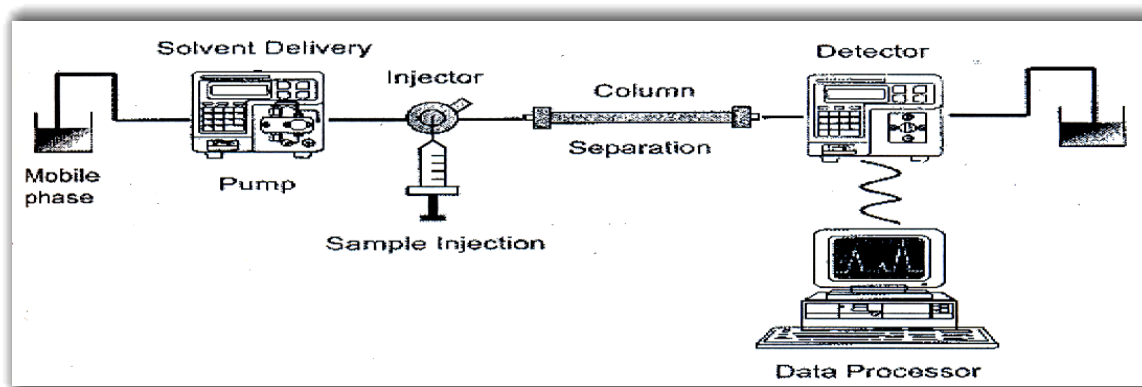 Solvent Delivery
Injector
Detector
Column
Separation
Mobile
phase
Pump
Sample Injection
Data Processor